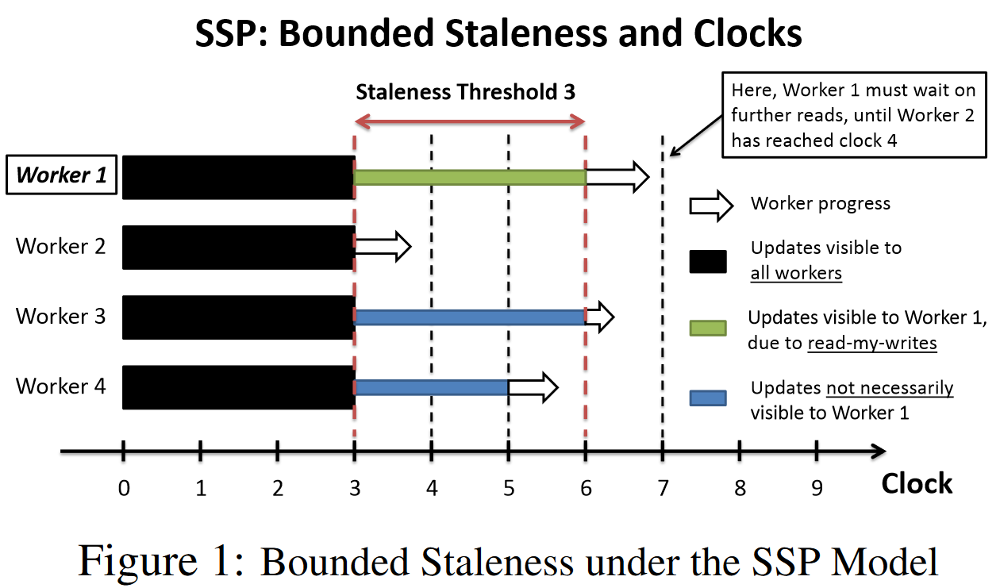 SSP: Bounded Staleness and Clocks
Staleness Threshold 3
Here, Worker 1 must wait on
further reads, until Worker 2
has reached clock 4
Worker 1
Worker 2
Worker 3
Worker 4
Worker progress
Updates visible to
all workers
Updates visible to Worker 1,
due to read-my-writes
Updates not necessarily
visible to Worker 1
0 1 2 3 4 5 6 7 8 9
Clock
Figure 1: Bounded Staleness under the SSP Model